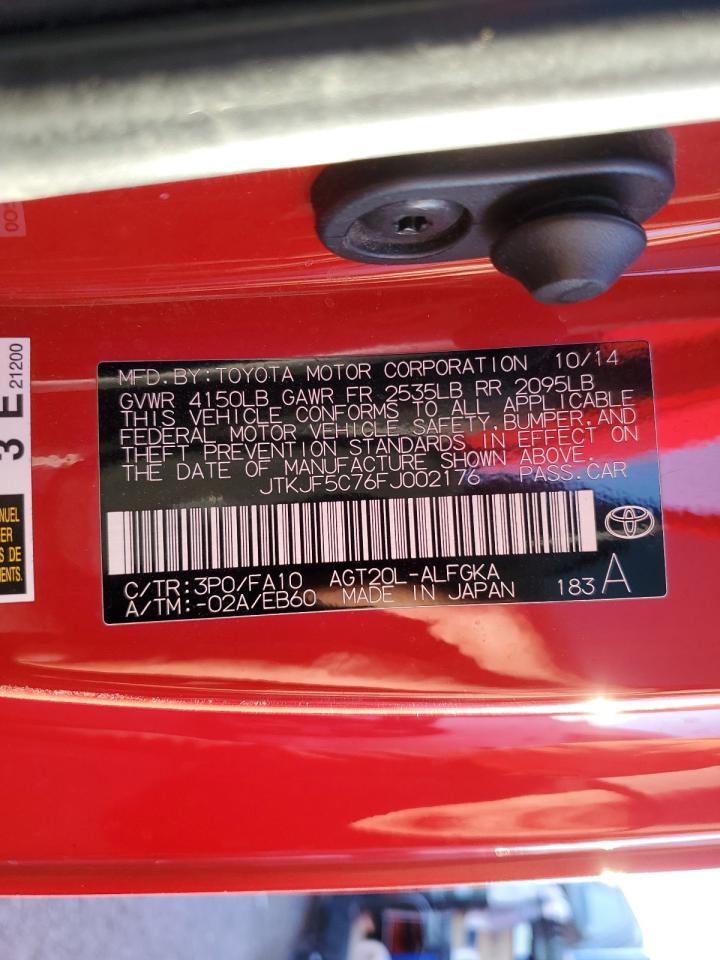 MFD.BY:TOYOTA MOTOR CORPORATION 10/14
GVWR 4150LB GAWR FR 2535LB RR 2095LB
THIS VEHICLE CONFORMS TO ALL APPLICABLE
FEDERAL MOTOR VEHICLE SAFETY,BUMPER,AND
THEFT PREVENTION STANDARDS IN EFFECT ON
THE DATE OF MANUFACTURE SHOWN ABOVE.
JTKJF5C76FJ002176 PASS.CAR
C/TR:3P0/FA10 AGT20L-ALFGKA
A/TM:-02A/EB60 MADE IN JAPAN 183 A
3 E
21200